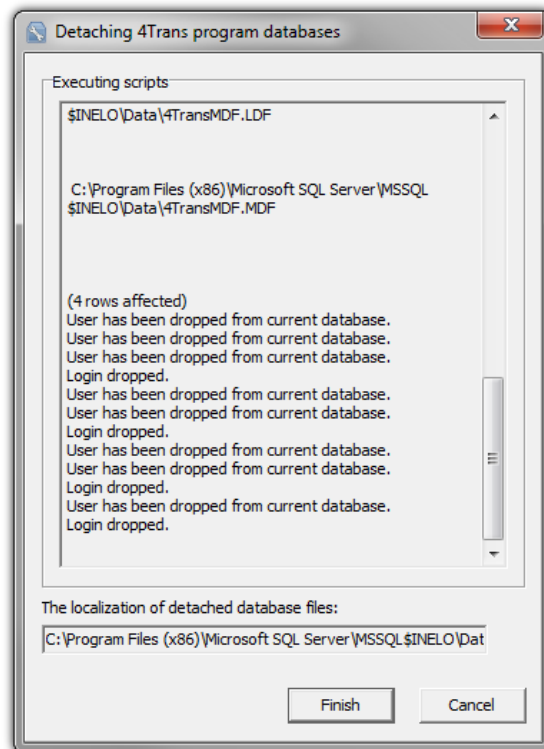 Detaching 4Trans program databases
Executing scripts
$INELO\Data\4TransMDF.LDF
C:\Program Files (x86)\Microsoft SQL Server\MSSQL
$INELO\Data\4TransMDF.MDF
(4 rows affected)
User has been dropped from current database.
User has been dropped from current database.
User has been dropped from current database.
Login dropped.
User has been dropped from current database.
User has been dropped from current database.
Login dropped.
User has been dropped from current database.
User has been dropped from current database.
Login dropped.
User has been dropped from current database.
Login dropped.
The localization of detached database files:
C:\Program Files (x86)\Microsoft SQL Server\MSSQL$INELO\Dat
Finish
Cancel